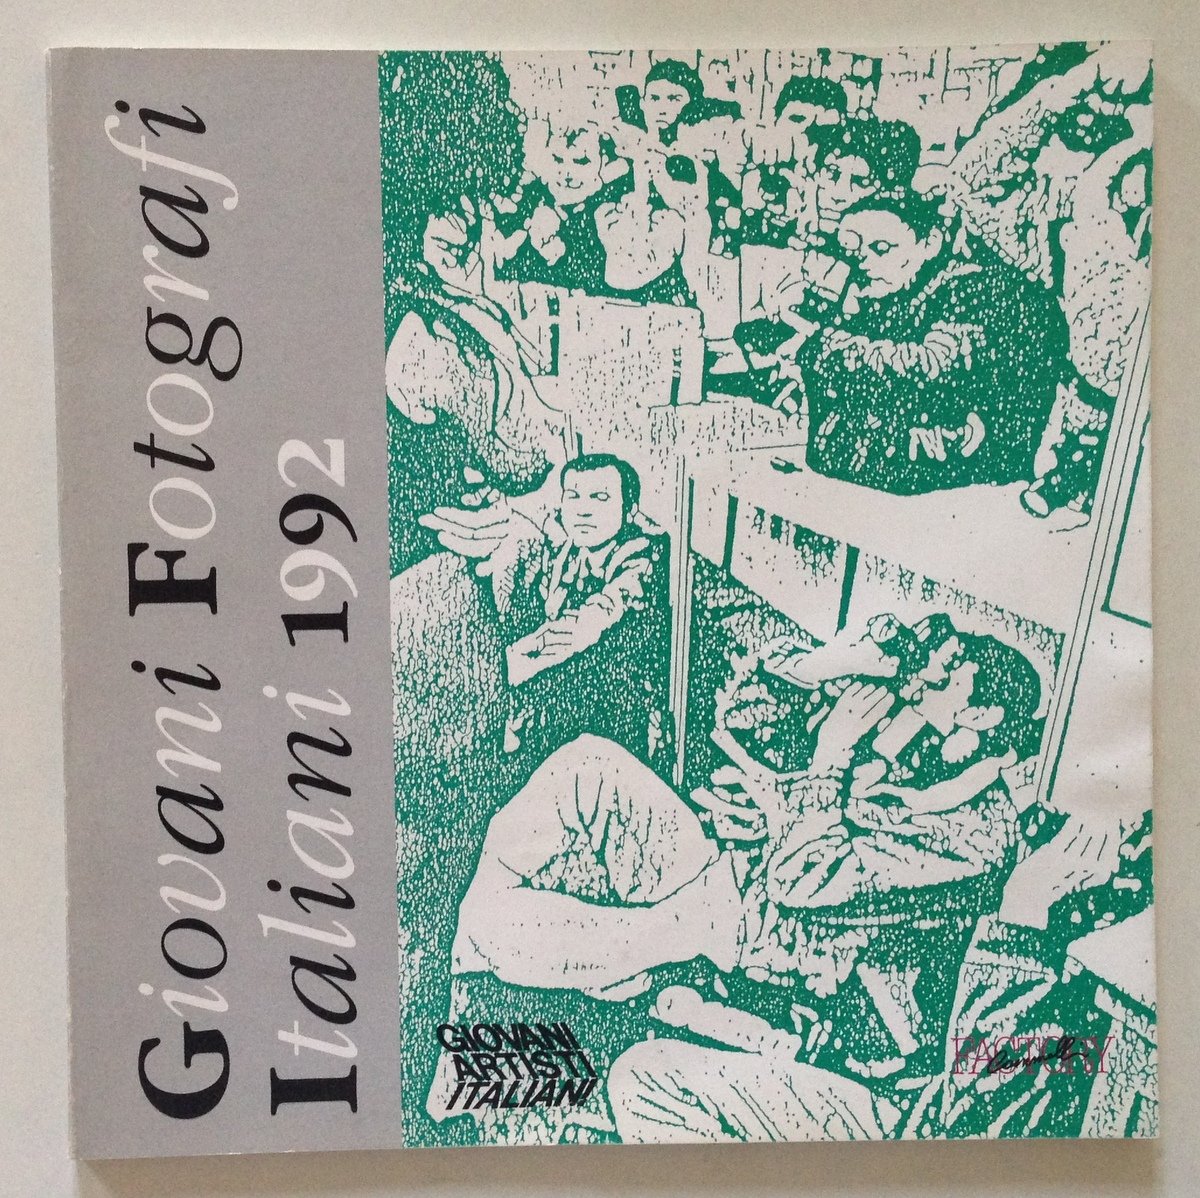 Giovani Fotografi
Italiani 1992
GIOVANI
ARTISTI
ITALIANI
FACTORY